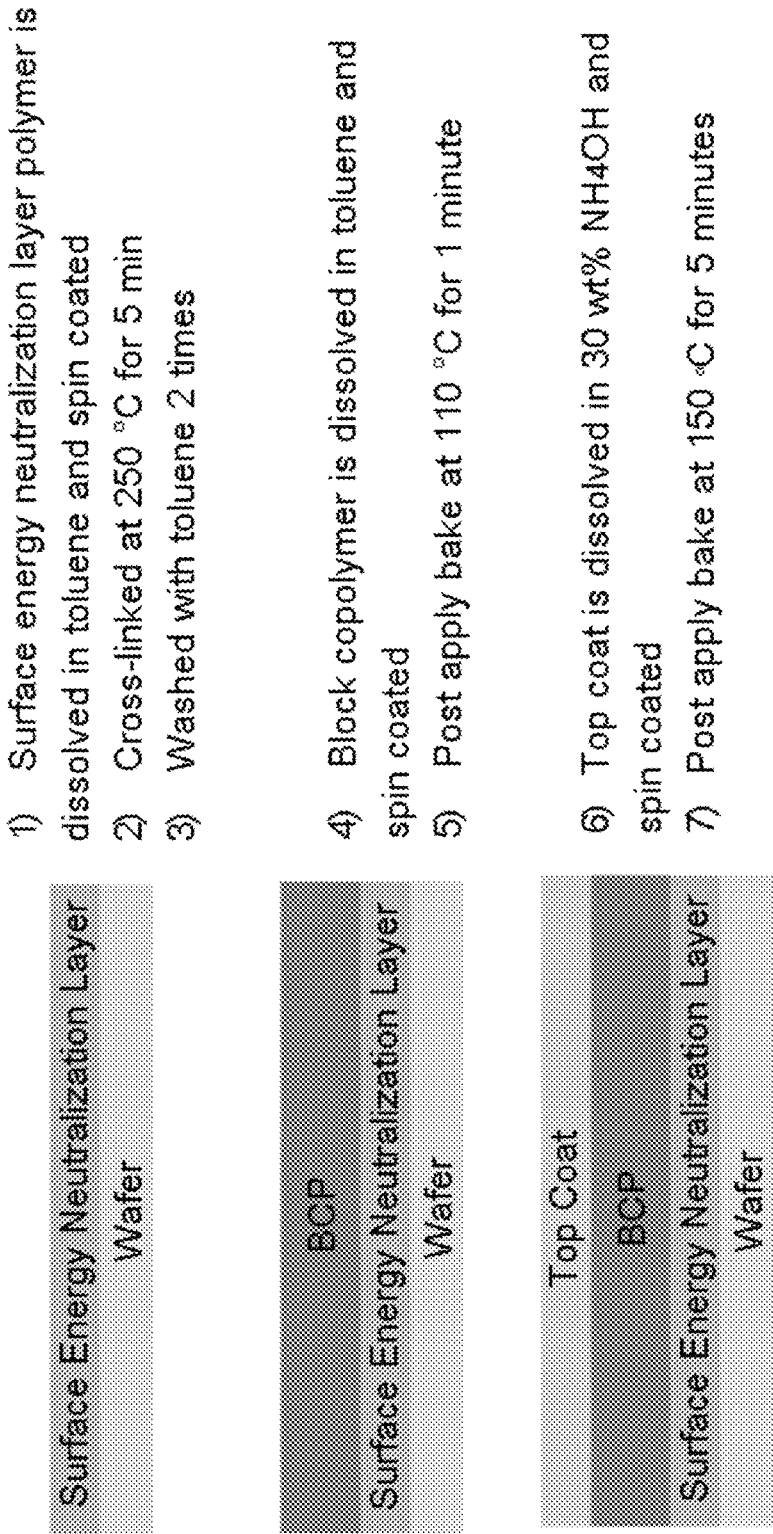 Surface Energy Neutralization Layer
Wafer
1) Surface energy neutralization layer polymer is
dissolved in toluene and spin coated
2) Cross-linked at 250 °C for 5 min
3) Washed with toluene 2 times
BCP
Surface Energy Neutralization Layer
Wafer
4) Block copolymer is dissolved in toluene and
spin coated
5) Post apply bake at 110 °C for 1 minute
Top Coat
BCP
Surface Energy Neutralization Layer
Wafer
6) Top coat is dissolved in 30 wt% NH4OH and
spin coated
7) Post apply bake at 150 °C for 5 minutes